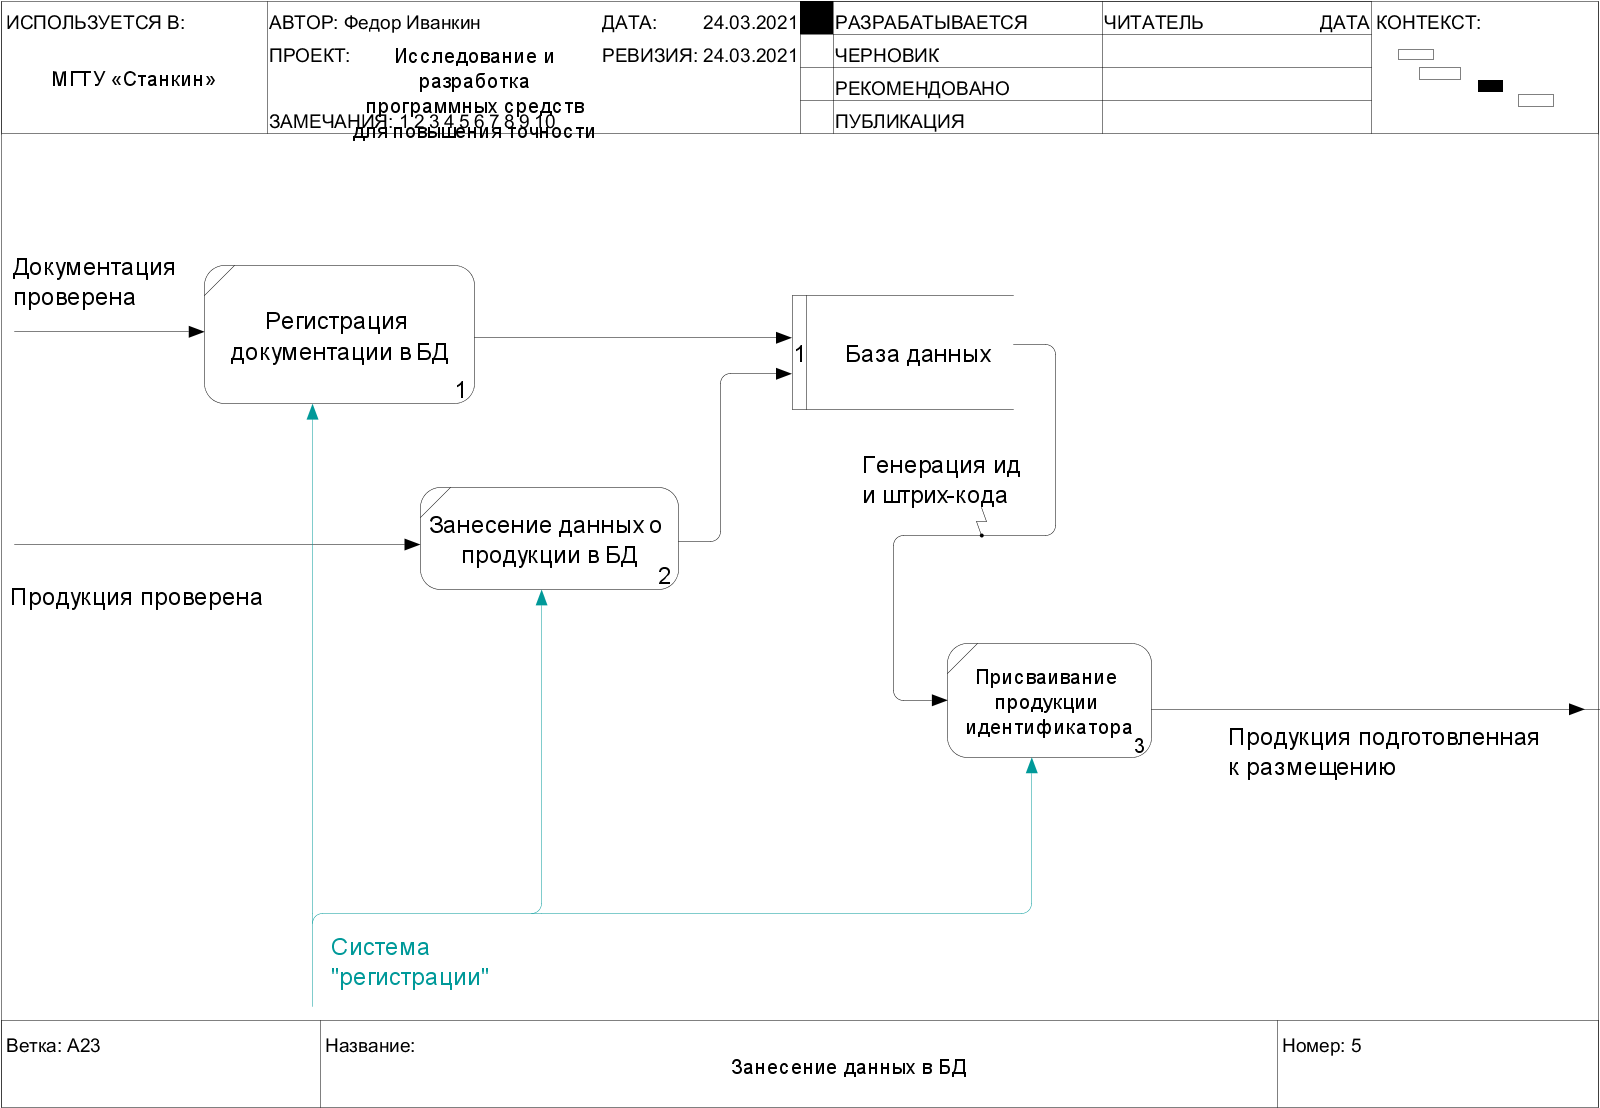 ИСПОЛЬЗУЕТСЯ В:
МГТУ «Станкин»
АВТОР: Федор Иванкин
ДАТА: 24.03.2021
ПРОЕКТ:
Исследование и
разработка
программных средств
для повышения точности
РЕВИЗИЯ: 24.03.2021
ЗАМЕЧАНИЯ: 1 2 3 4 5 6 7 8 9 10
РАЗРАБАТЫВАЕТСЯ
ЧЕРНОВИК
РЕКОМЕНДОВАНО
ПУБЛИКАЦИЯ
ЧИТАТЕЛЬ
ДАТА
КОНТЕКСТ:
Документация
проверена
Регистрация
документации в БД
1
1
База данных
Генерация ид
и штрих-кода
Занесение данных о
продукции в БД
2
Продукция проверена
Присваивание
продукции
идентификатора
3
Продукция подготовленная
к размещению
Система
"регистрации"
Ветка: A23
Название:
Занесение данных в БД
Номер: 5